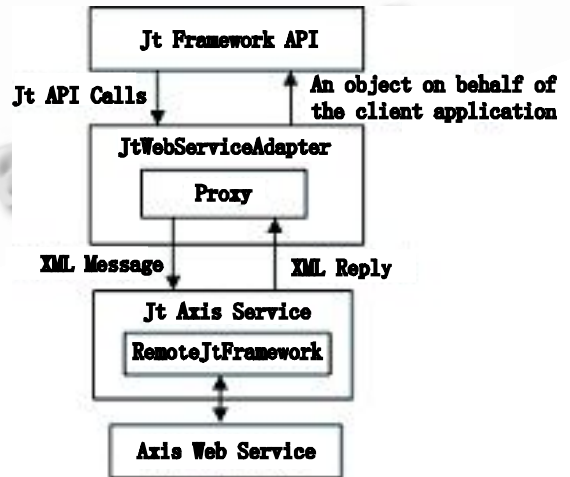 Jt Framework API
Jt API Calls
An object on behalf of
the client application
JtWebServiceAdapter
Proxy
XML Message
XML Reply
Jt Axis Service
RemoteJtFramework
Axis Web Service